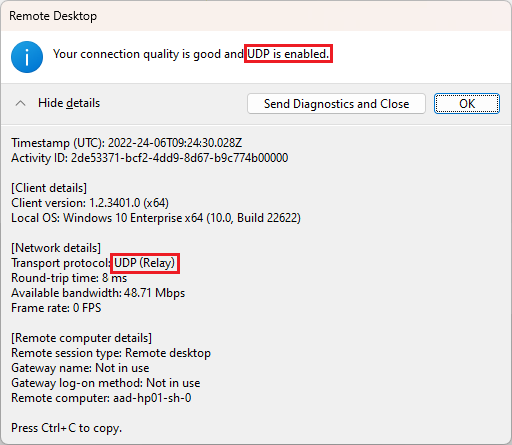 Remote Desktop
Your connection quality is good and UDP is enabled.
Hide details
Send Diagnostics and Close
OK
Timestamp (UTC): 2022-24-06T09:24:30.028Z
Activity ID: 2de53371-bcf2-4dd9-8d67-b9c774b00000
[Client details]
Client version: 1.2.3401.0 (x64)
Local OS: Windows 10 Enterprise x64 (10.0, Build 22622)
[Network details]
Transport protocol: UDP (Relay)
Round-trip time: 8 ms
Available bandwidth: 48.71 Mbps
Frame rate: 0 FPS
[Remote computer details]
Remote session type: Remote desktop
Gateway name: Not in use
Gateway log-on method: Not in use
Remote computer: aad-hp01-sh-0
Press Ctrl+C to copy.